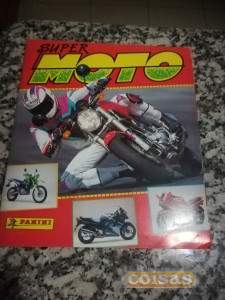 SUPER
MOTO
PANINI
coisas